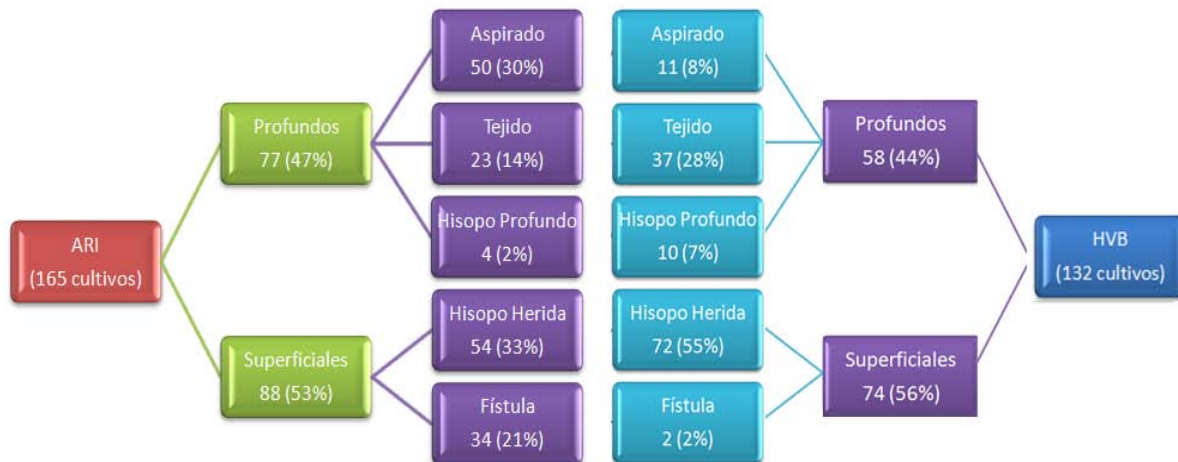 ARI
(165 cultivos)
Profundos
77 (47%)
Superficiales
88 (53%)
Aspirado
50 (30%)
Tejido
23 (14%)
Hisopo Profundo
4 (2%)
Hisopo Herida
54 (33%)
Fístula
34 (21%)
Aspirado
11 (8%)
Tejido
37 (28%)
Hisopo Profundo
10 (7%)
Hisopo Herida
72 (55%)
Fístula
2 (2%)
Profundos
58 (44%)
Superficiales
74 (56%)
HVB
(132 cultivos)